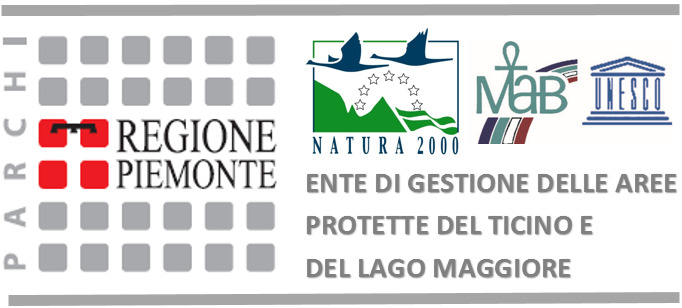 PARCHI
REGIONE
PIEMONTE
NATURA 2000
MaB
UNESCO
ENTE DI GESTIONE DELLE AREE
PROTETTE DEL TICINO E
DEL LAGO MAGGIORE